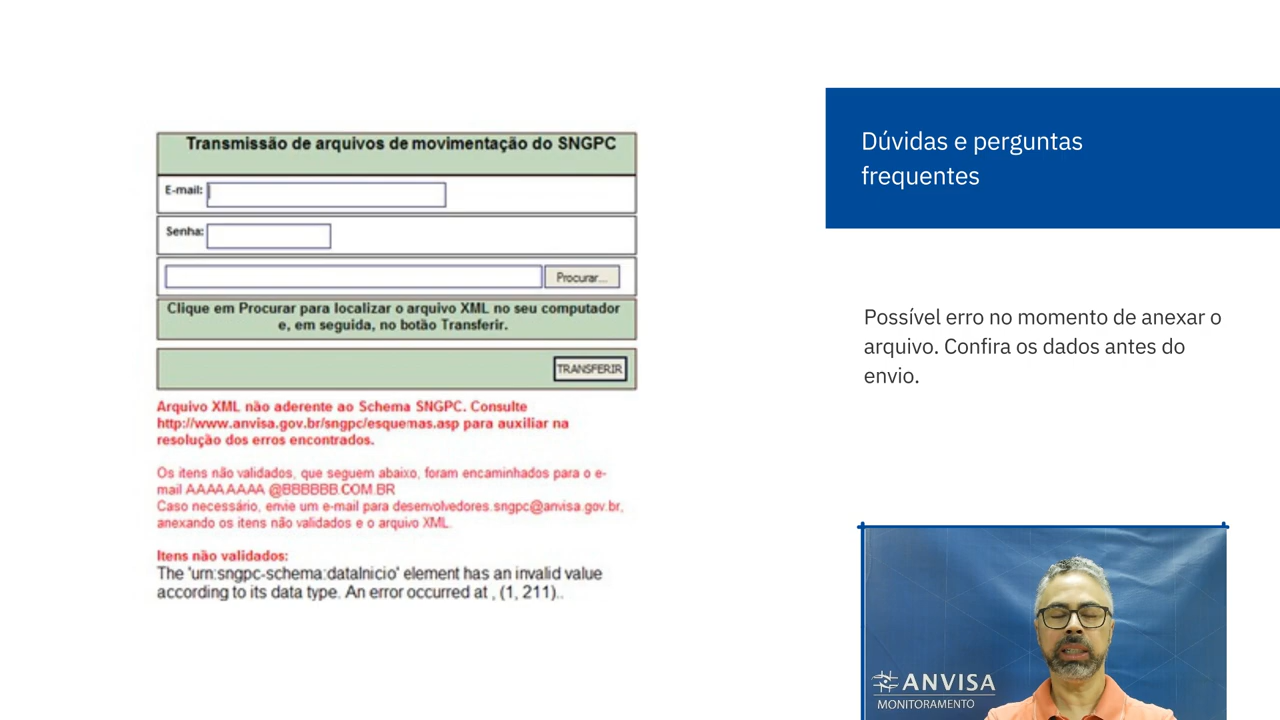 Transmissão de arquivos de movimentação do SNGPC
E-mail:
Senha:
Procurar...
Clique em Procurar para localizar o arquivo XML no seu computador
e, em seguida, no botão Transferir.
TRANSFERIR
Arquivo XML não aderente ao Schema SNGPC. Consulte
http://www.anvisa.gov.br/sngpc/esquemas.asp para auxiliar na
resolução dos erros encontrados.
Os itens não validados, que seguem abaixo, foram encaminhados para o e-
mail AAAAAAAA @BBBBBB.COM.BR
Caso necessário, envie um e-mail para desenvolvedores.sngpc@anvisa.gov.br,
anexando os itens não validados e o arquivo XML.
Itens não validados:
The 'urn:sngpc-schema:dataInicio' element has an invalid value
according to its data type. An error occurred at , (1, 211)..
Dúvidas e perguntas
frequentes
Possível erro no momento de anexar o
arquivo. Confira os dados antes do
envio.
ANVISA
MONITORAMENTO